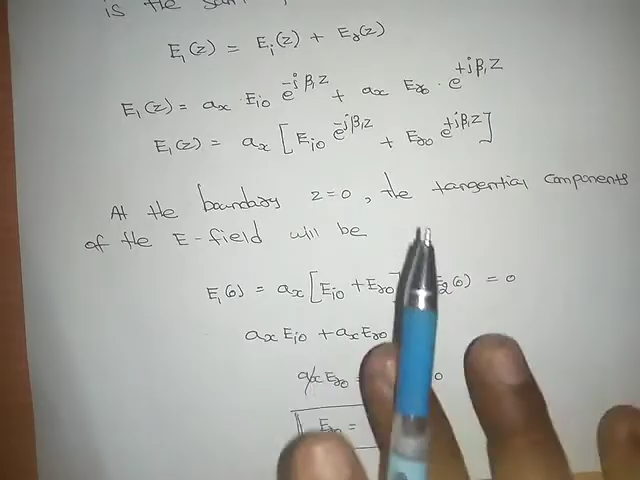 is the
E₁(z) = Eᵢ(z) + Eᵣ(z)
E₁(z) = aₓ · Eᵢ₀ e^-jβ₁z + aₓ Eᵣ₀ · e^+jβ₁z
E₁(z) = aₓ [Eᵢ₀ e^-jβ₁z + Eᵣ₀ e^+jβ₁z]
At the boundary z=0, the tangential components
of the E-field will be
E₁(0) = aₓ [Eᵢ₀ + Eᵣ₀] E₂(0) = 0
aₓ Eᵢ₀ + aₓ Eᵣ₀
aₓ Eᵣ₀ = 0
Eᵣ₀ =